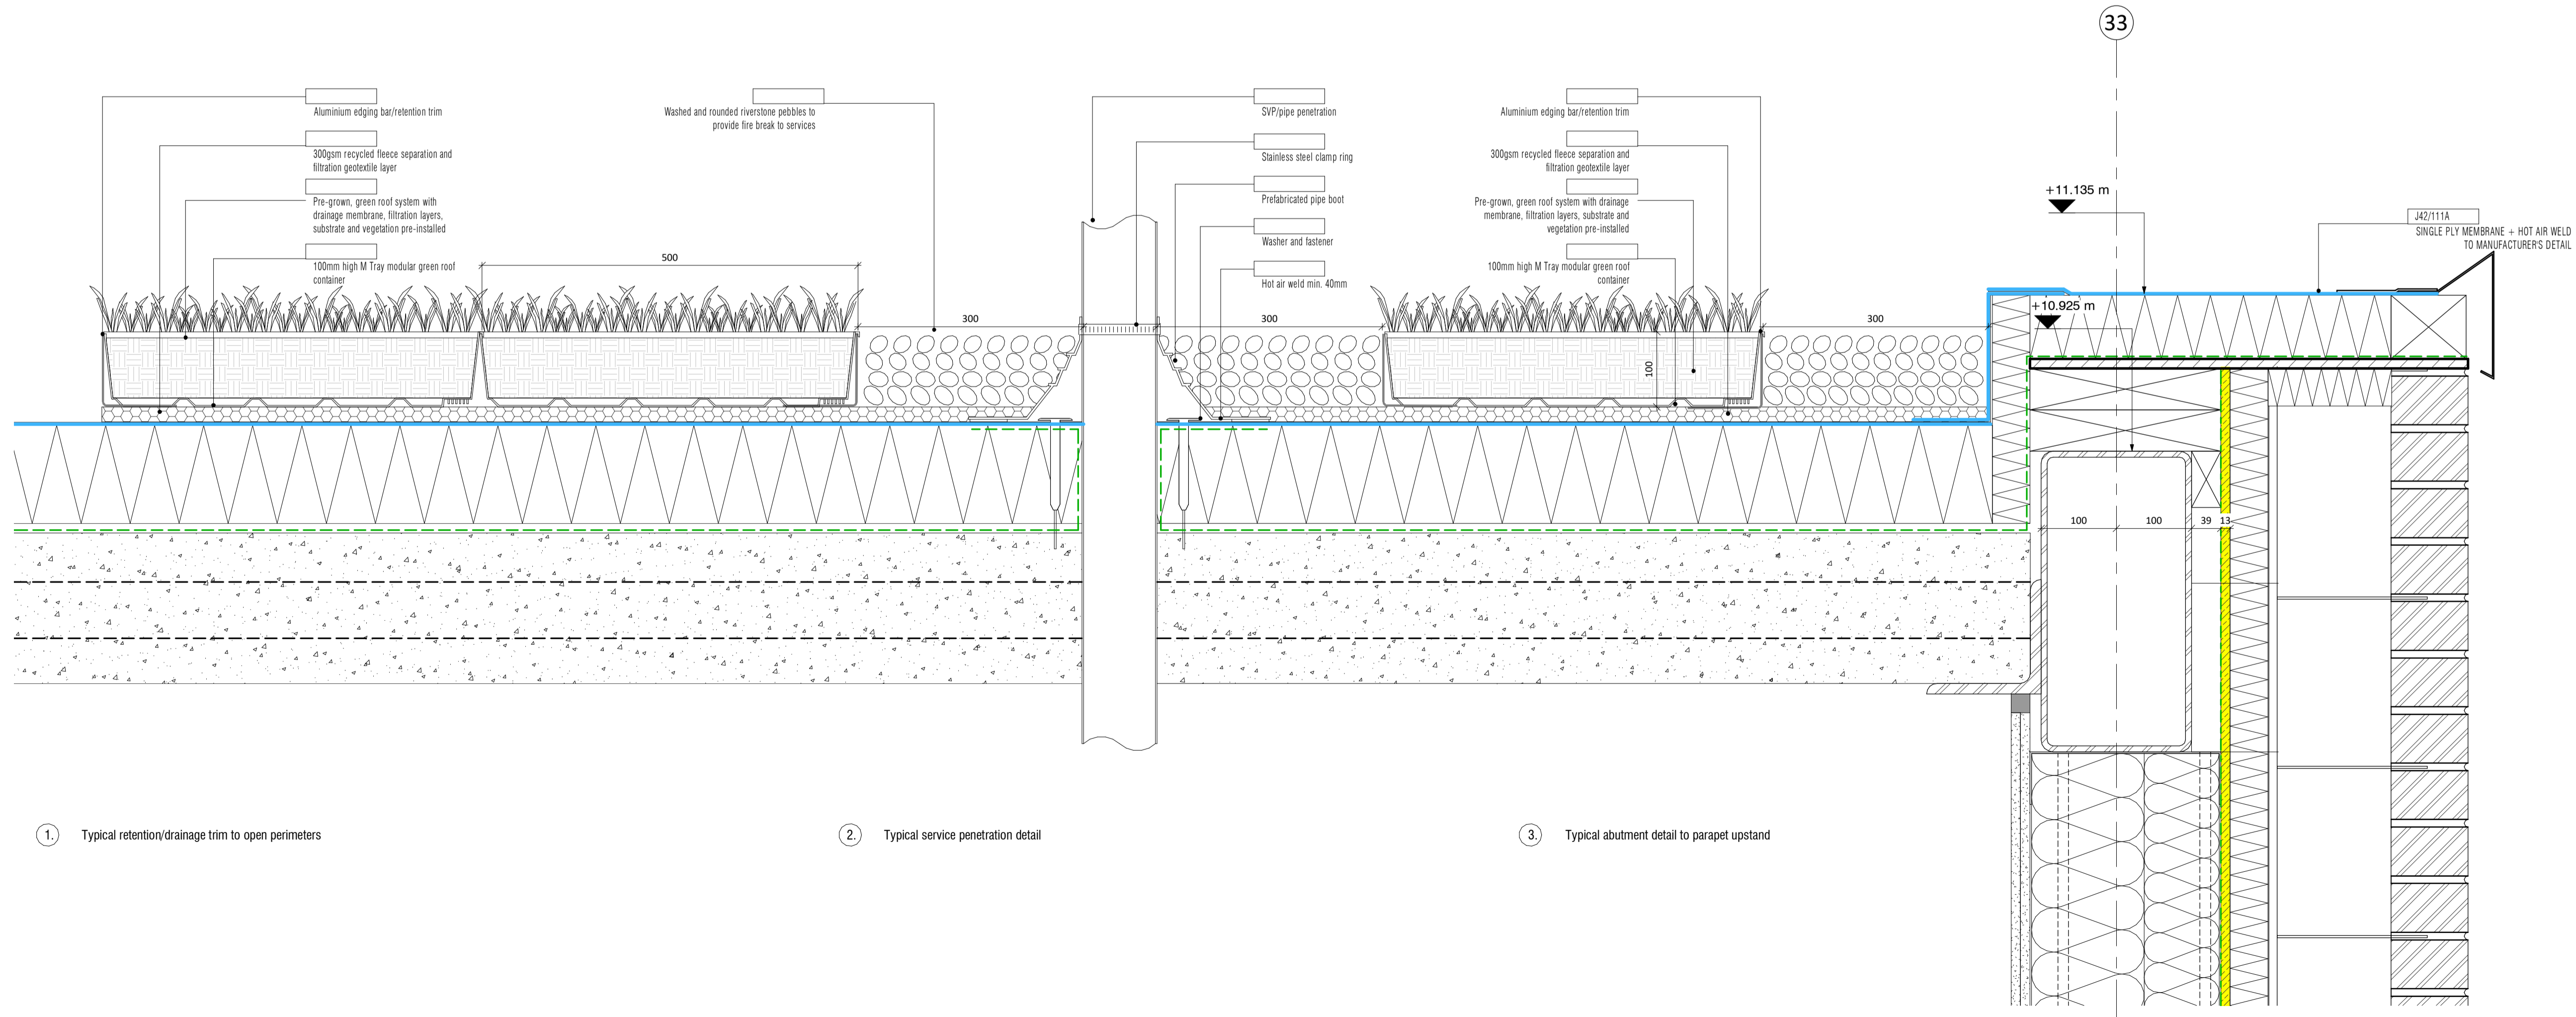 33
Aluminium edging bar/retention trim
300gsm recycled fleece separation and
filtration geotextile layer
Pre-grown, green roof system with
drainage membrane, filtration layers,
substrate and vegetation pre-installed
100mm high M Tray modular green roof
container
500
Washed and rounded riverstone pebbles to
provide fire break to services
300
SVP/pipe penetration
Stainless steel clamp ring
Prefabricated pipe boot
Washer and fastener
Hot air weld min. 40mm
300
Aluminium edging bar/retention trim
300gsm recycled fleece separation and
filtration geotextile layer
Pre-grown, green roof system with drainage
membrane, filtration layers, substrate and
vegetation pre-installed
100mm high M Tray modular green roof
container
100
300
+11.135 m
+10.925 m
J42/111A
SINGLE PLY MEMBRANE + HOT AIR WELD
TO MANUFACTURER'S DETAIL
100
100
39
13
1.
Typical retention/drainage trim to open perimeters
2.
Typical service penetration detail
3.
Typical abutment detail to parapet upstand